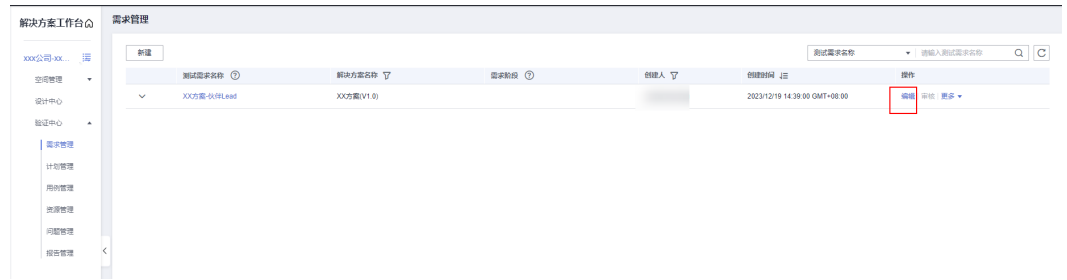 解决方案工作台
需求管理
xxx公司-xx...
空间管理
设计中心
验证中心
需求管理
计划管理
用例管理
资源管理
问题管理
报告管理
新建
测试需求名称
请输入测试需求名称
测试需求名称 解决方案名称 需求阶段 创建人 创建时间 操作
XX方案-伙伴Lead XX方案(V1.0) 2023/12/19 14:39:00 GMT+08:00 编辑 审核 更多